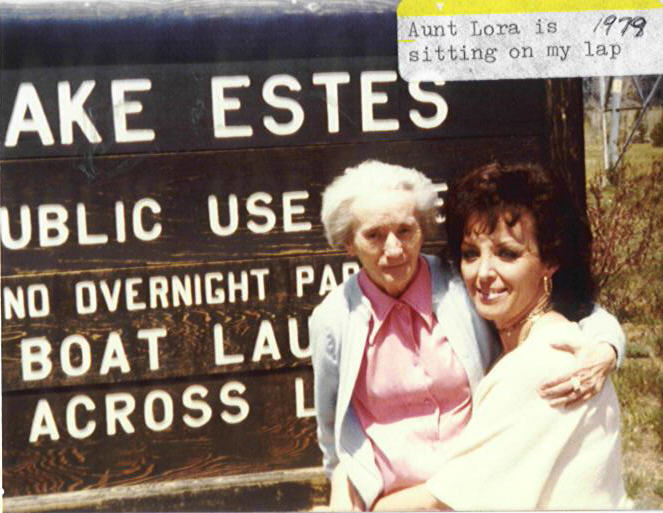 Aunt Lora is 1979
sitting on my lap
AKE ESTES
UBLIC USE
NO OVERNIGHT PA
BOAT LAU
ACROSS L